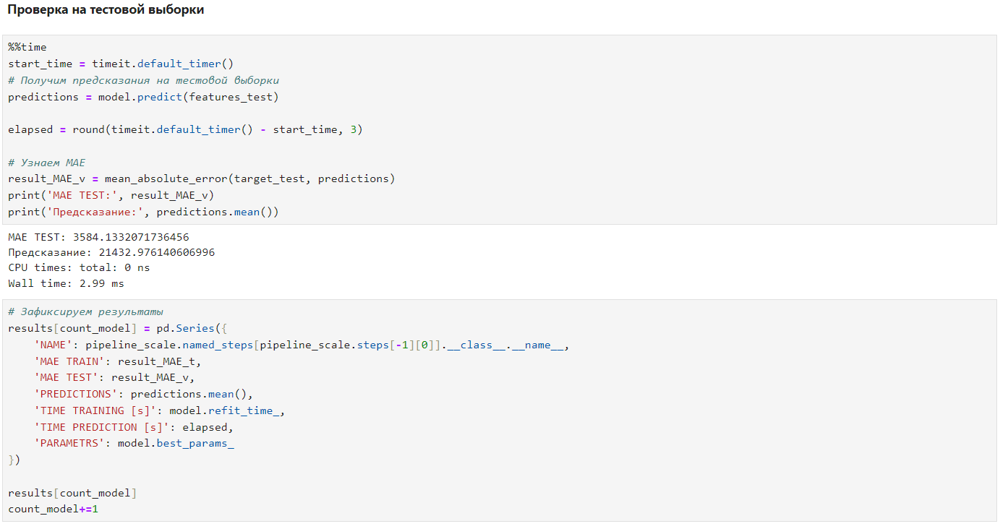 Проверка на тестовой выборки
%%time
start_time = timeit.default_timer()
# Получим предсказания на тестовой выборки
predictions = model.predict(features_test)
elapsed = round(timeit.default_timer() - start_time, 3)
# Узнаем MAE
result_MAE_v = mean_absolute_error(target_test, predictions)
print('MAE TEST:', result_MAE_v)
print('Предсказание:', predictions.mean())
MAE TEST: 3584.1332071736456
Предсказание: 21432.976140606996
CPU times: total: 0 ns
Wall time: 2.99 ms
# Зафиксируем результаты
results[count_model] = pd.Series({
    'NAME': pipeline_scale.named_steps[pipeline_scale.steps[-1][0]].__class__.__name__,
    'MAE TRAIN': result_MAE_t,
    'MAE TEST': result_MAE_v,
    'PREDICTIONS': predictions.mean(),
    'TIME TRAINING [s]': model.refit_time_,
    'TIME PREDICTION [s]': elapsed,
    'PARAMETRS': model.best_params_
})
results[count_model]
count_model+=1